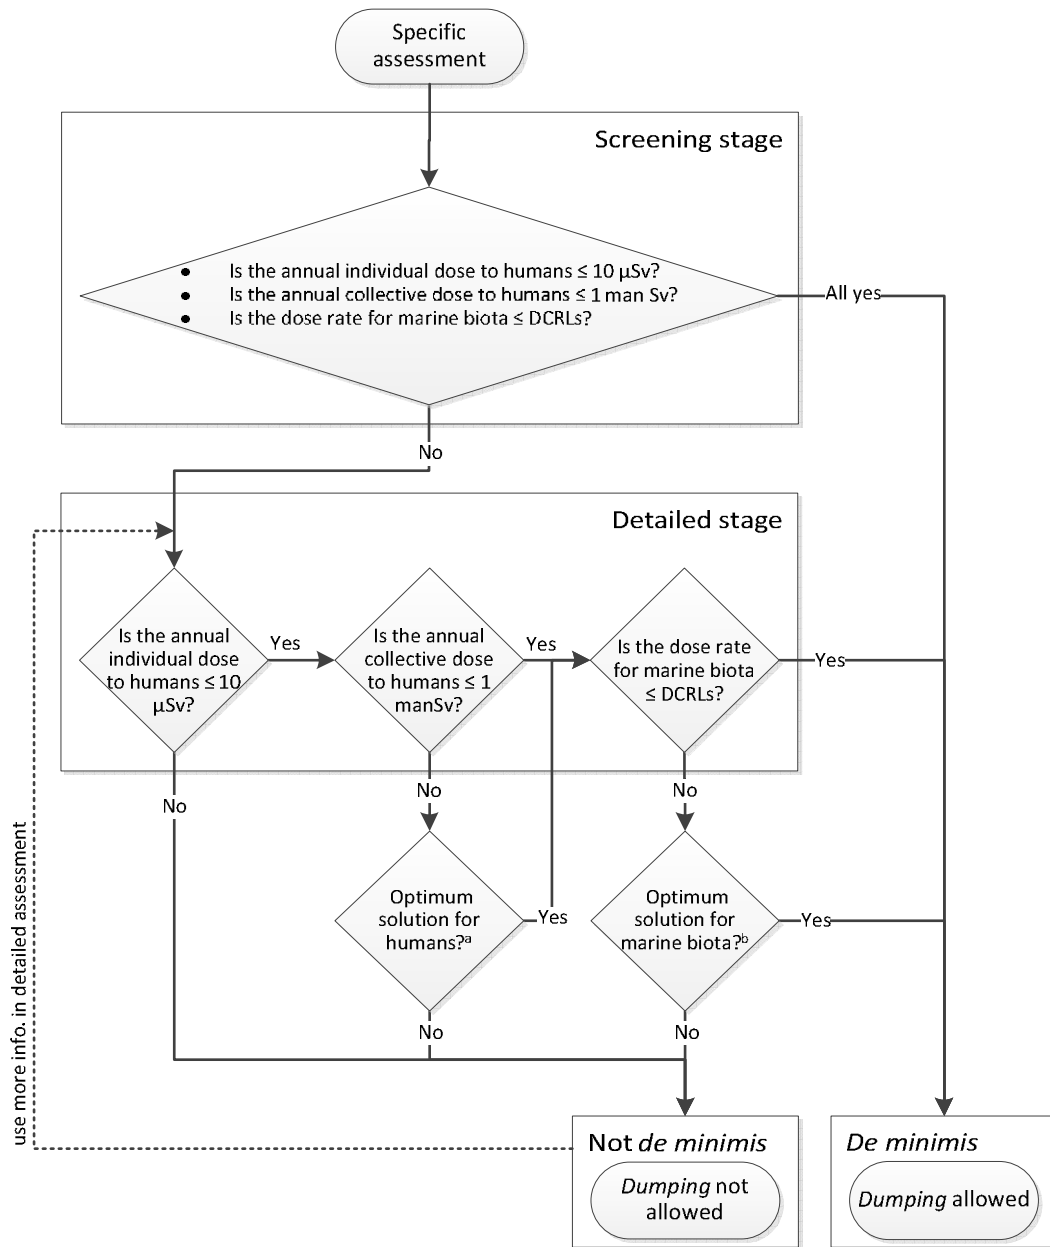 Specific
assessment
Screening stage
● Is the annual individual dose to humans ≤ 10 μSv?
● Is the annual collective dose to humans ≤ 1 man Sv?
● Is the dose rate for marine biota ≤ DCRLs?
All yes
No
Detailed stage
Is the annual
individual dose
to humans ≤ 10
μSv?
Yes
Is the annual
collective dose
to humans ≤ 1
manSv?
Yes
Is the dose rate
for marine biota
≤ DCRLs?
Yes
No
No
No
Optimum
solution for
humans?ᵃ
Yes
Optimum
solution for
marine biota?ᵇ
Yes
No
No
use more info. in detailed assessment
Not de minimis
Dumping not
allowed
De minimis
Dumping allowed